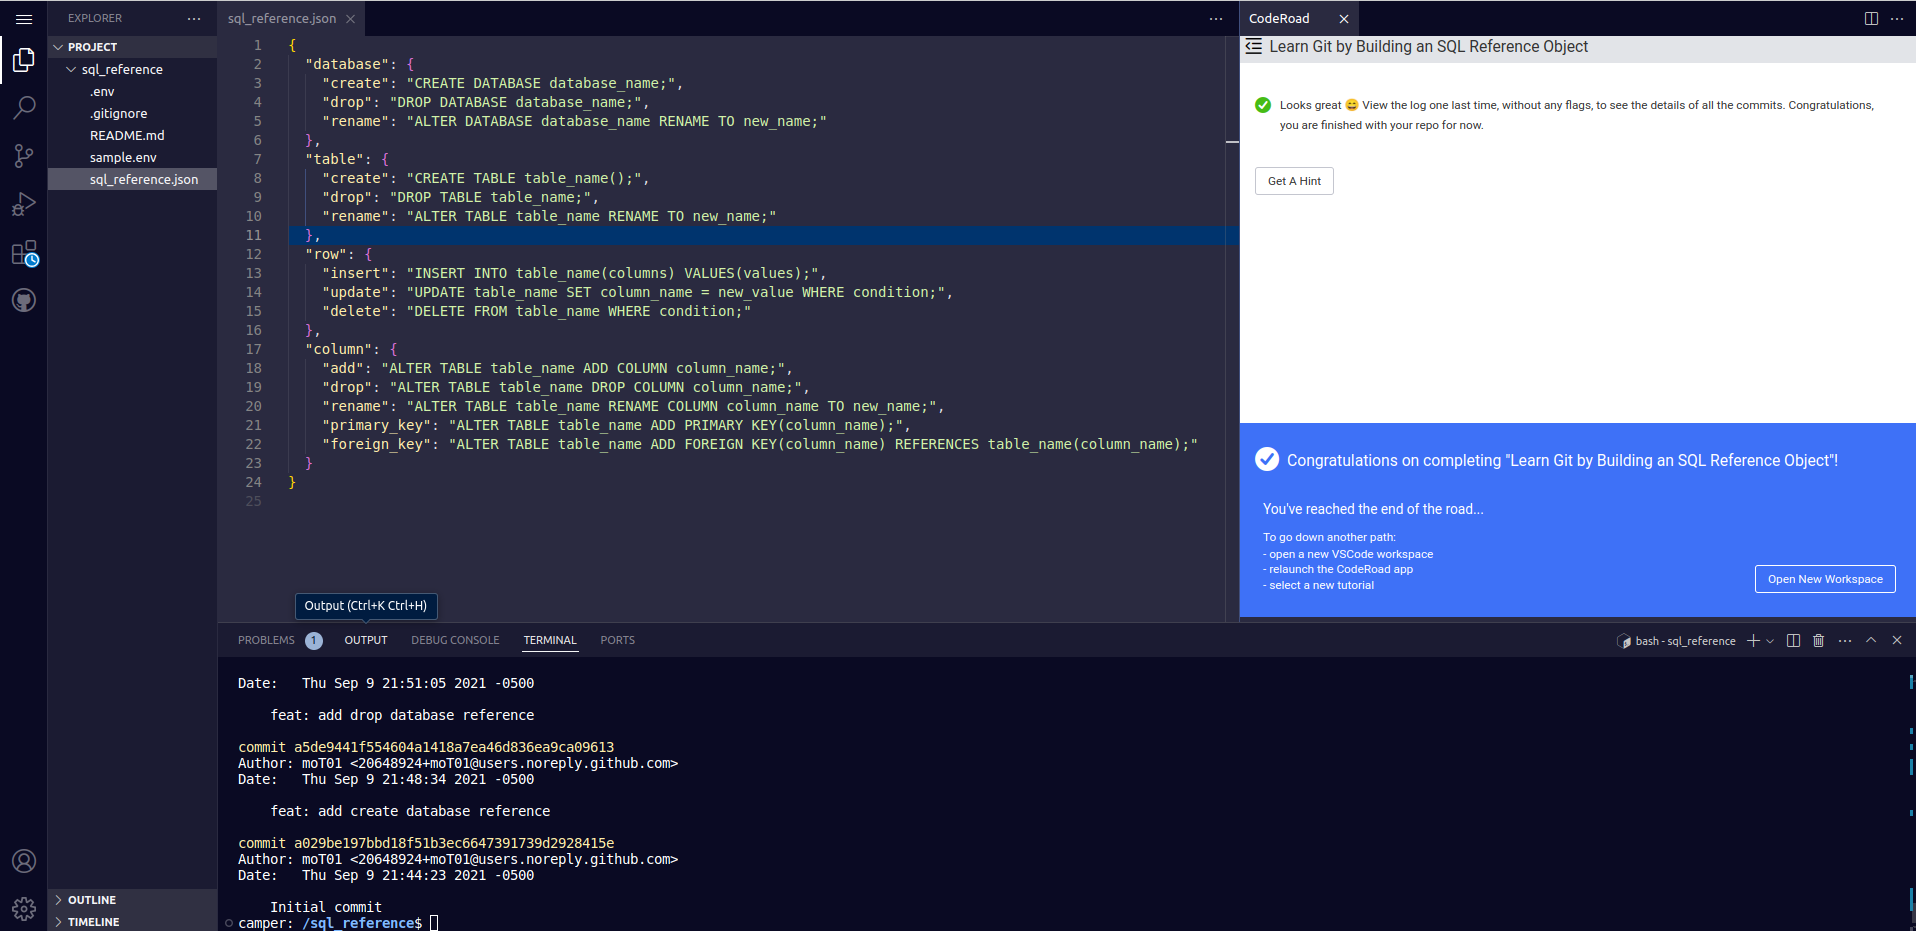 EXPLORER
PROJECT
sql_reference
.env
.gitignore
README.md
sample.env
sql_reference.json
OUTLINE
TIMELINE
sql_reference.json
1 {
2 "database": {
3 "create": "CREATE DATABASE database_name;",
4 "drop": "DROP DATABASE database_name;",
5 "rename": "ALTER DATABASE database_name RENAME TO new_name;"
6 },
7 "table": {
8 "create": "CREATE TABLE table_name();",
9 "drop": "DROP TABLE table_name;",
10 "rename": "ALTER TABLE table_name RENAME TO new_name;"
11 },
12 "row": {
13 "insert": "INSERT INTO table_name(columns) VALUES(values);",
14 "update": "UPDATE table_name SET column_name = new_value WHERE condition;",
15 "delete": "DELETE FROM table_name WHERE condition;"
16 },
17 "column": {
18 "add": "ALTER TABLE table_name ADD COLUMN column_name;",
19 "drop": "ALTER TABLE table_name DROP COLUMN column_name;",
20 "rename": "ALTER TABLE table_name RENAME COLUMN column_name TO new_name;",
21 "primary_key": "ALTER TABLE table_name ADD PRIMARY KEY(column_name);",
22 "foreign_key": "ALTER TABLE table_name ADD FOREIGN KEY(column_name) REFERENCES table_name(column_name);"
23 }
24 }
25
CodeRoad
Learn Git by Building an SQL Reference Object
Looks great 😄 View the log one last time, without any flags, to see the details of all the commits. Congratulations,
you are finished with your repo for now.
Get A Hint
Congratulations on completing "Learn Git by Building an SQL Reference Object"!
You've reached the end of the road...
To go down another path:
- open a new VSCode workspace
- relaunch the CodeRoad app
- select a new tutorial
Open New Workspace
Output (Ctrl+K Ctrl+H)
PROBLEMS 1 OUTPUT DEBUG CONSOLE TERMINAL PORTS
bash - sql_reference
Date: Thu Sep 9 21:51:05 2021 -0500
feat: add drop database reference
commit a5de9441f554604a1418a7ea46d836ea9ca09613
Author: moT01 <20648924+moT01@users.noreply.github.com>
Date: Thu Sep 9 21:48:34 2021 -0500
feat: add create database reference
commit a029be197bbd18f51b3ec6647391739d2928415e
Author: moT01 <20648924+moT01@users.noreply.github.com>
Date: Thu Sep 9 21:44:23 2021 -0500
Initial commit
camper: /sql_reference$